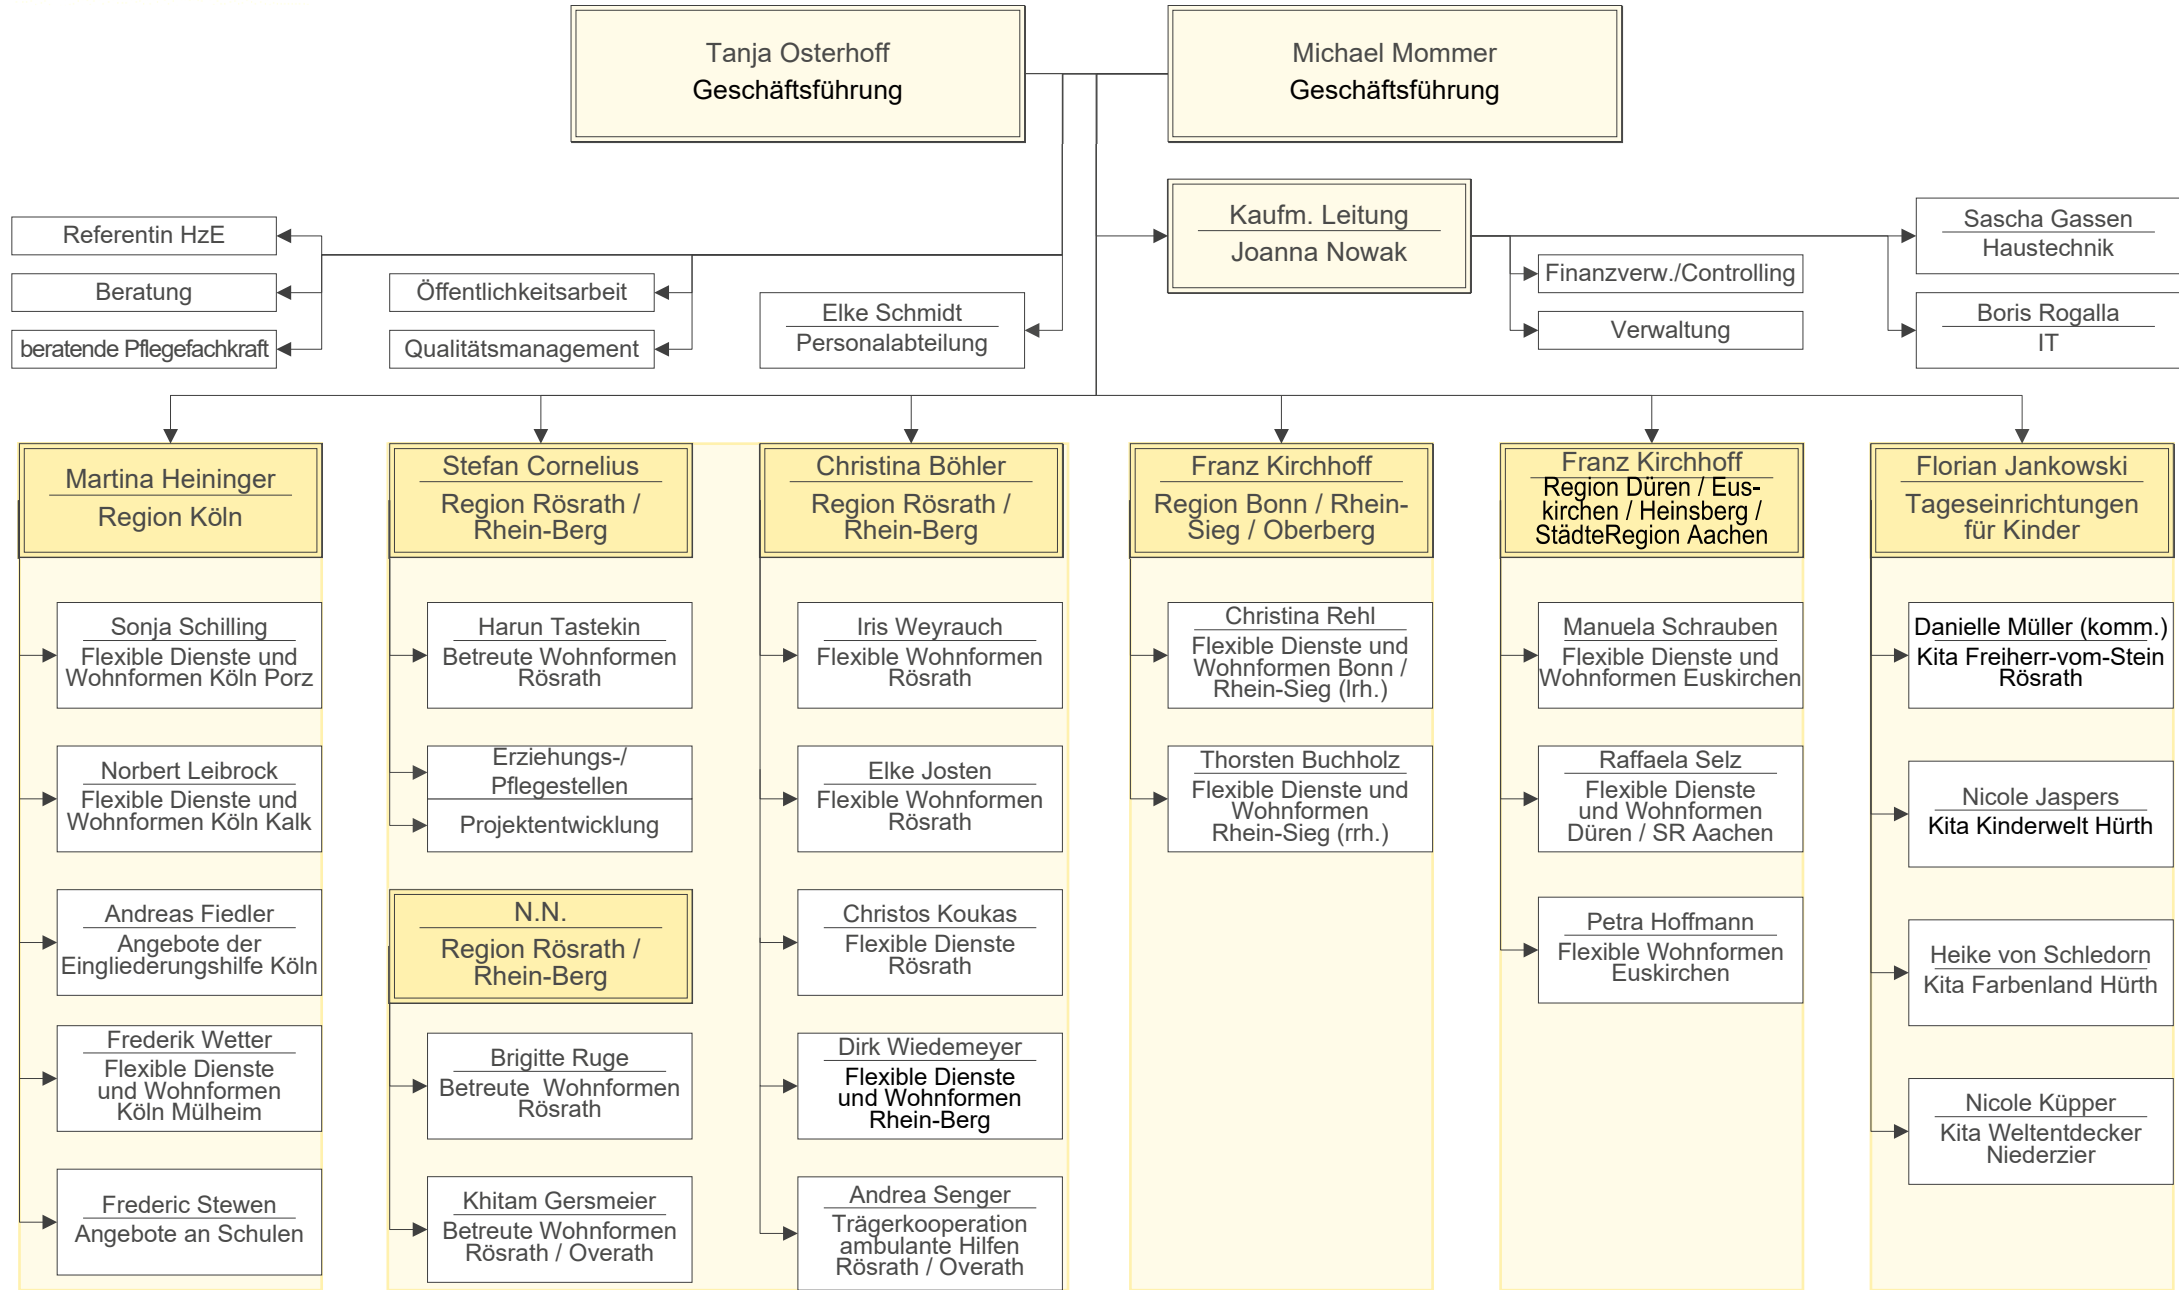 Tanja Osterhoff
Geschäftsführung
Michael Mommer
Geschäftsführung
Kaufm. Leitung
Joanna Nowak
Referentin HzE
Beratung
beratende Pflegefachkraft
Öffentlichkeitsarbeit
Qualitätsmanagement
Elke Schmidt
Personalabteilung
Finanzverw./Controlling
Verwaltung
Sascha Gassen
Haustechnik
Boris Rogalla
IT
Martina Heininger
Region Köln
Sonja Schilling
Flexible Dienste und
Wohnformen Köln Porz
Norbert Leibrock
Flexible Dienste und
Wohnformen Köln Kalk
Andreas Fiedler
Angebote der
Eingliederungshilfe Köln
Frederik Wetter
Flexible Dienste
und Wohnformen
Köln Mülheim
Frederic Stewen
Angebote an Schulen
Stefan Cornelius
Region Rösrath /
Rhein-Berg
Harun Tastekin
Betreute Wohnformen
Rösrath
Erziehungs-/
Pflegestellen
Projektentwicklung
N.N.
Region Rösrath /
Rhein-Berg
Brigitte Ruge
Betreute  Wohnformen
Rösrath
Khitam Gersmeier
Betreute Wohnformen
Rösrath / Overath
Christina Böhler
Region Rösrath /
Rhein-Berg
Iris Weyrauch
Flexible Wohnformen
Rösrath
Elke Josten
Flexible Wohnformen
Rösrath
Christos Koukas
Flexible Dienste
Rösrath
Dirk Wiedemeyer
Flexible Dienste
und Wohnformen
Rhein-Berg
Andrea Senger
Trägerkooperation
ambulante Hilfen
Rösrath / Overath
Franz Kirchhoff
Region Bonn / Rhein-
Sieg / Oberberg
Christina Rehl
Flexible Dienste und
Wohnformen Bonn /
Rhein-Sieg (lrh.)
Thorsten Buchholz
Flexible Dienste und
Wohnformen
Rhein-Sieg (rrh.)
Franz Kirchhoff
Region Düren / Eus-
kirchen / Heinsberg /
StädteRegion Aachen
Manuela Schrauben
Flexible Dienste und
Wohnformen Euskirchen
Raffaela Selz
Flexible Dienste
und Wohnformen
Düren / SR Aachen
Petra Hoffmann
Flexible Wohnformen
Euskirchen
Florian Jankowski
Tageseinrichtungen
für Kinder
Danielle Müller (komm.)
Kita Freiherr-vom-Stein
Rösrath
Nicole Jaspers
Kita Kinderwelt Hürth
Heike von Schledorn
Kita Farbenland Hürth
Nicole Küpper
Kita Weltentdecker
Niederzier